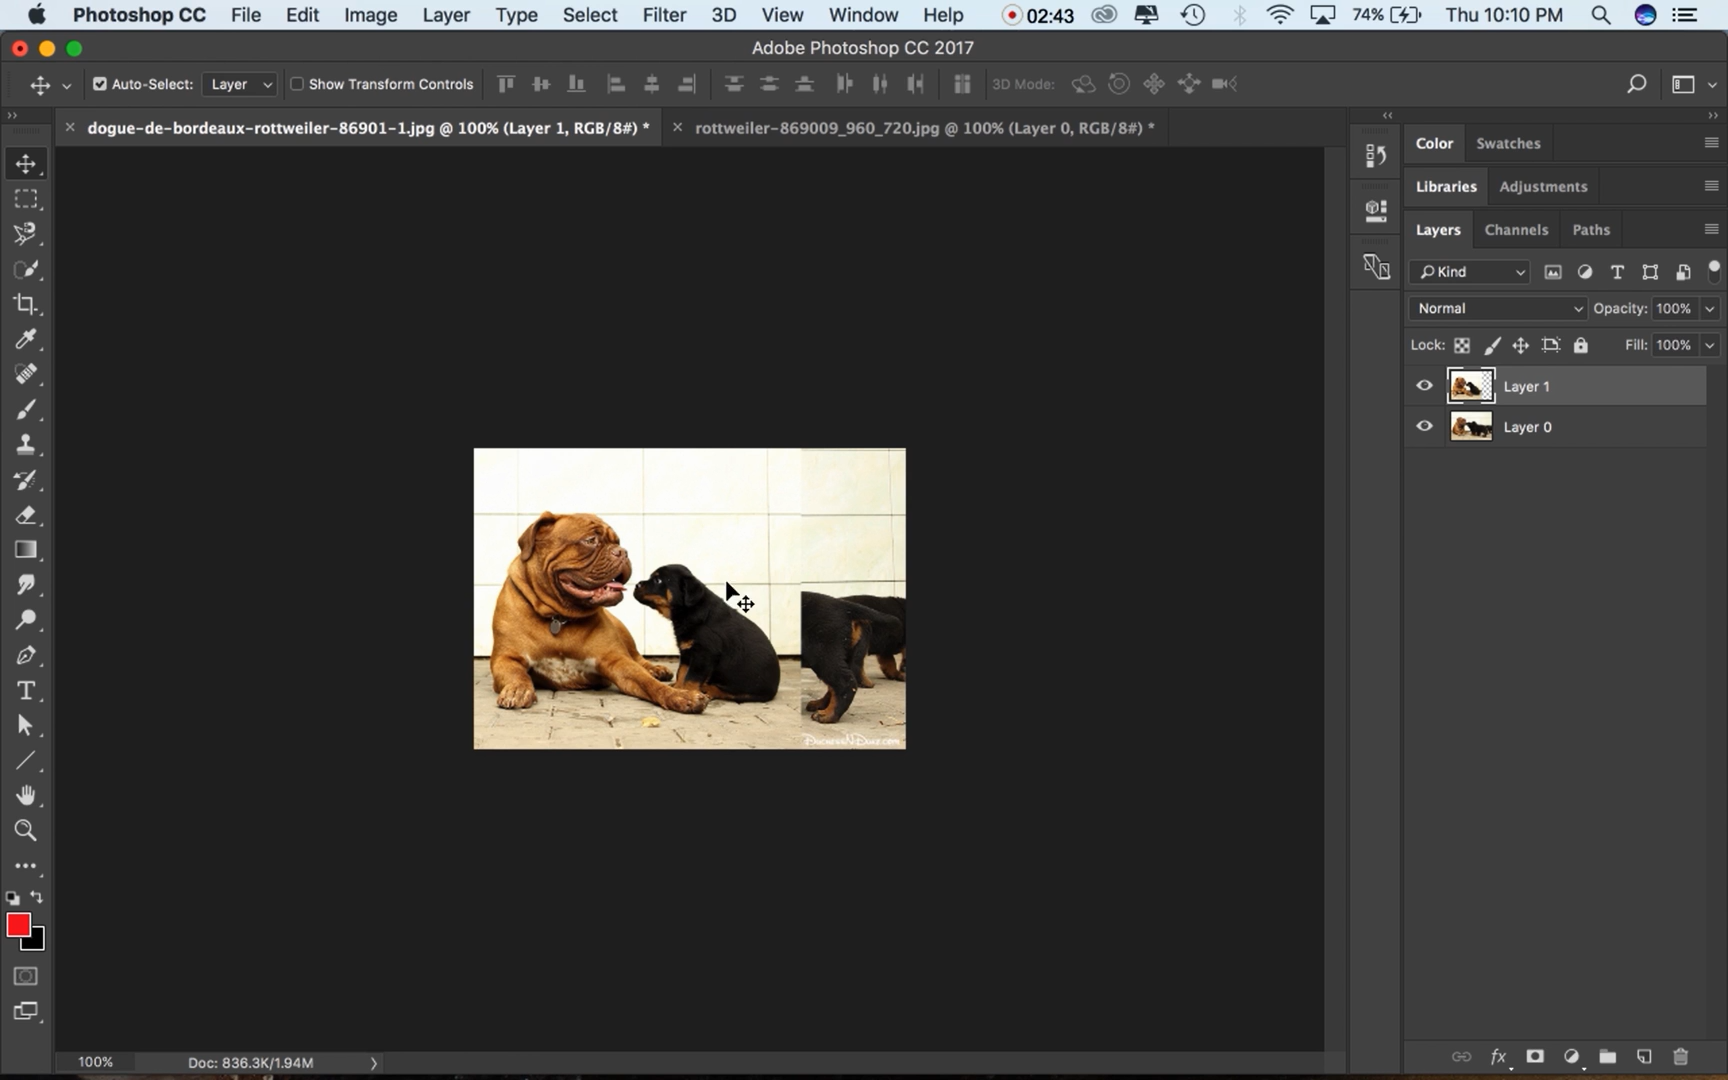 Photoshop CC File Edit Image Layer Type Select Filter 3D View Window Help 02:43 74% Thu 10:10 PM
Adobe Photoshop CC 2017
Auto-Select: Layer Show Transform Controls 3D Mode:
dogue-de-bordeaux-rottweiler-86901-1.jpg @ 100% (Layer 1, RGB/8#) * rottweiler-869009_960_720.jpg @ 100% (Layer 0, RGB/8#) *
Color Swatches
Libraries Adjustments
Layers Channels Paths
Kind
Normal Opacity: 100%
Lock: Fill: 100%
Layer 1
Layer 0
100% Doc: 836.3K/1.94M
fx